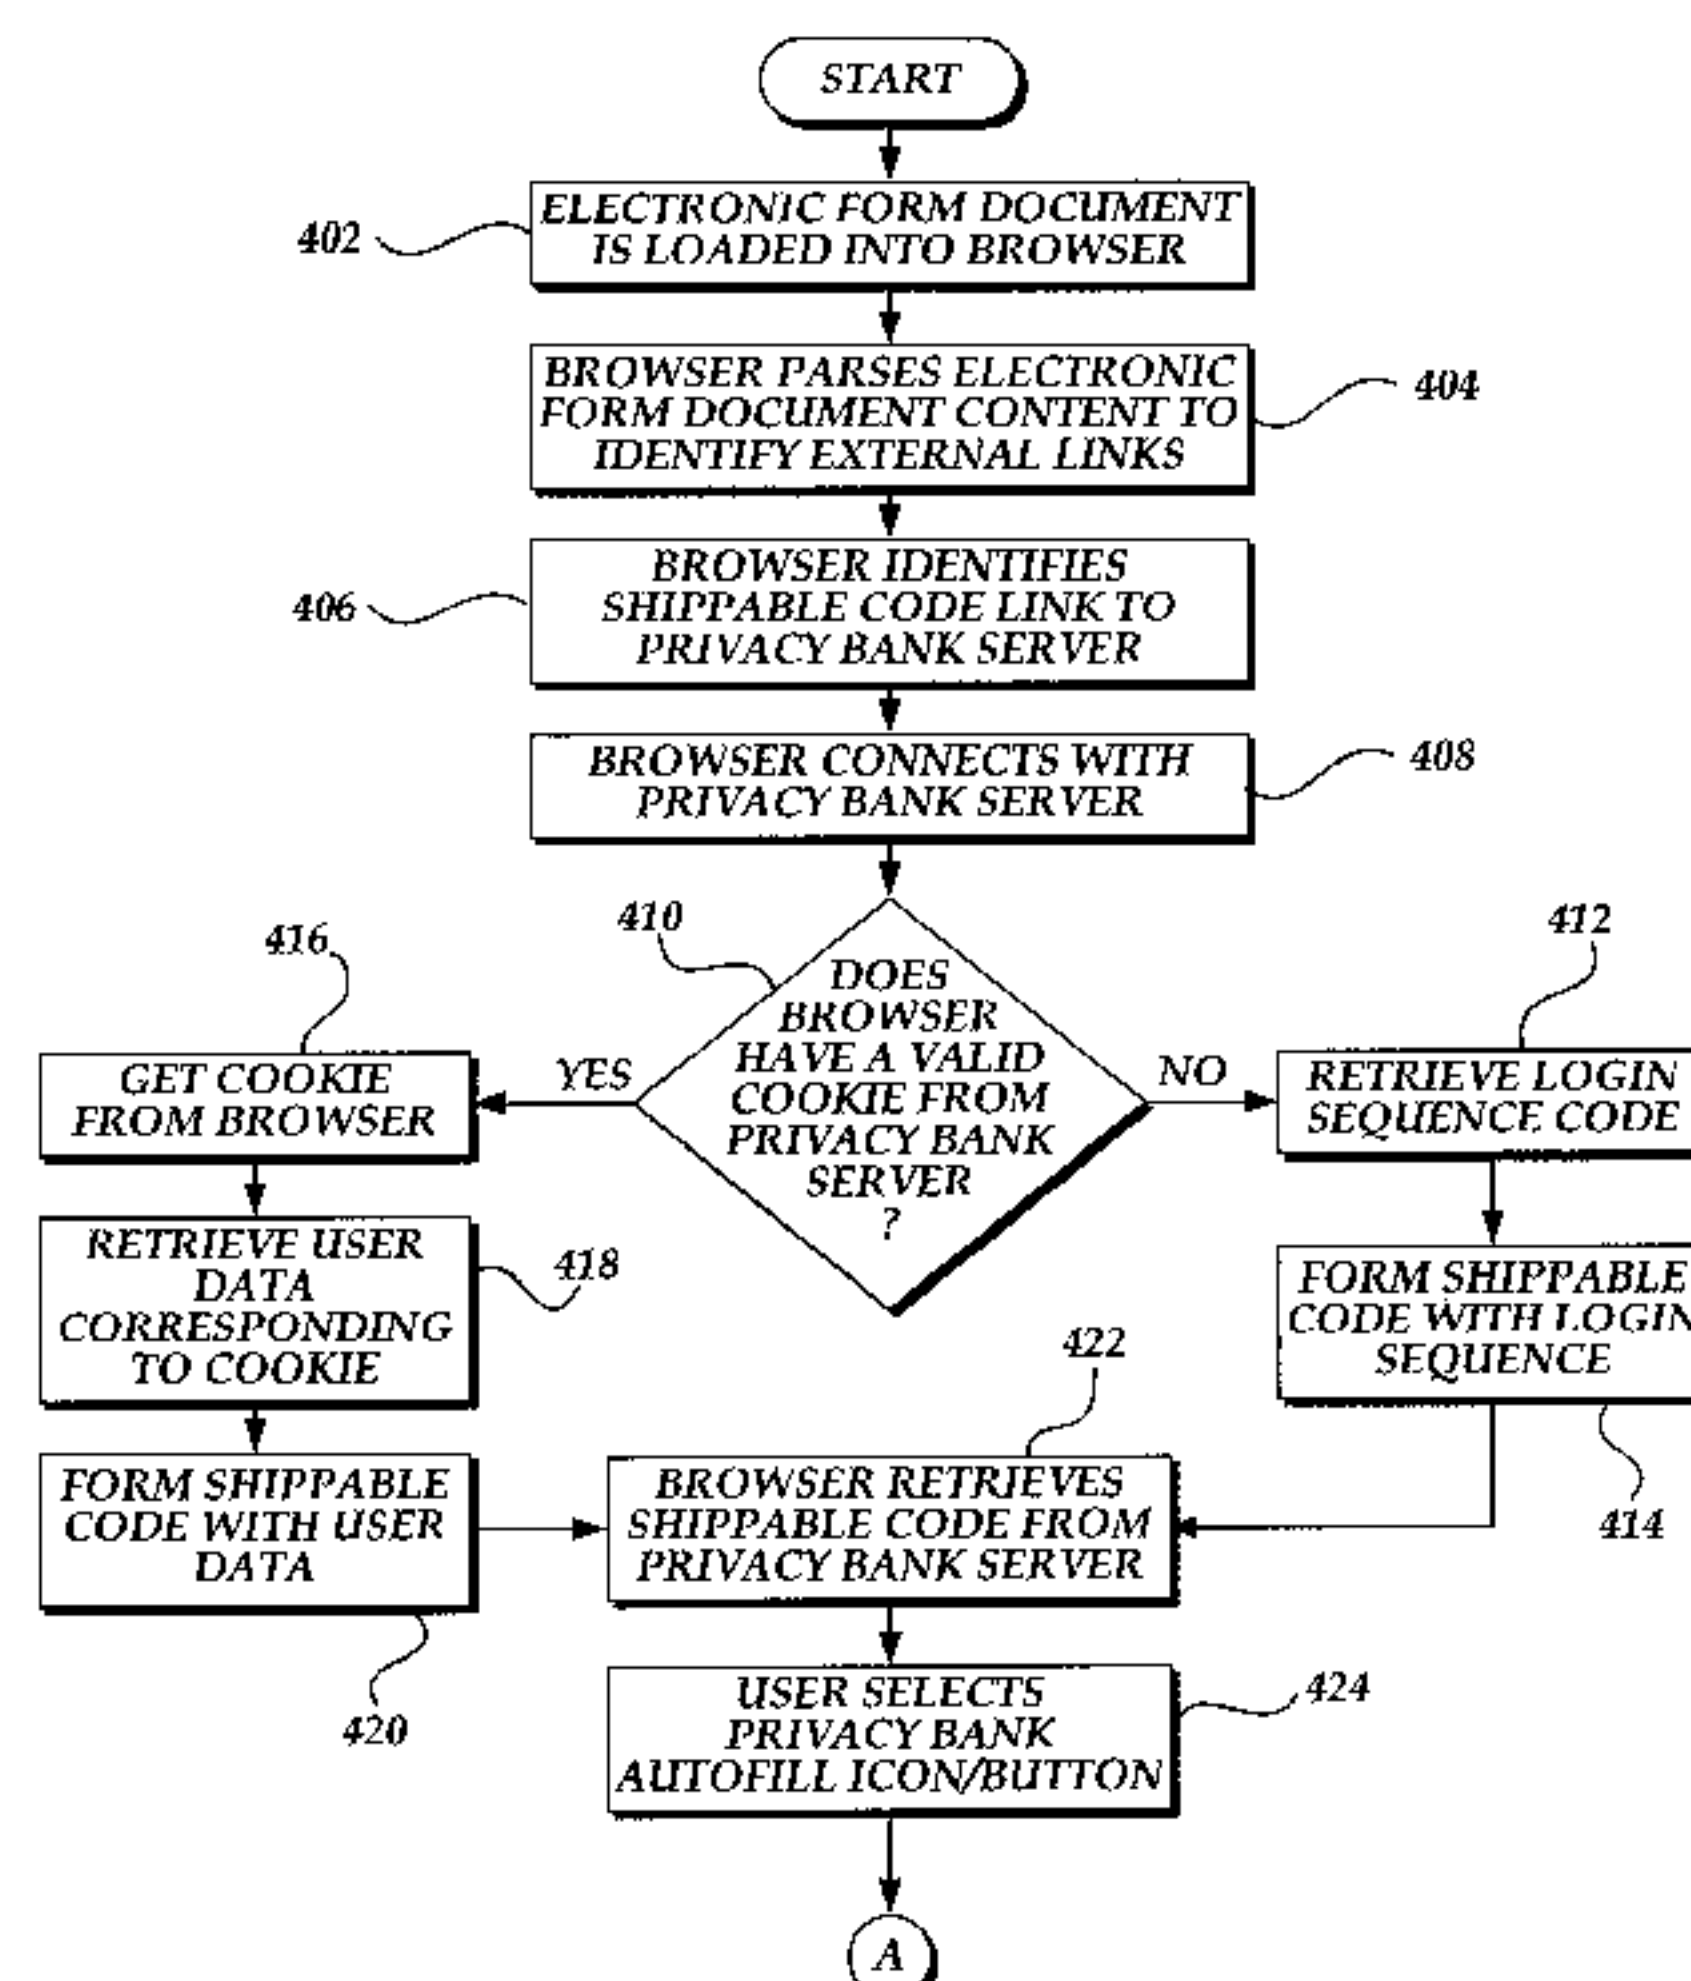 START
402
ELECTRONIC FORM DOCUMENT
IS LOADED INTO BROWSER
BROWSER PARSES ELECTRONIC
FORM DOCUMENT CONTENT TO
IDENTIFY EXTERNAL LINKS
404
406
BROWSER IDENTIFIES
SHIPPABLE CODE LINK TO
PRIVACY BANK SERVER
BROWSER CONNECTS WITH
PRIVACY BANK SERVER
408
410
DOES
BROWSER
HAVE A VALID
COOKIE FROM
PRIVACY BANK
SERVER
?
YES
NO
416
GET COOKIE
FROM BROWSER
412
RETRIEVE LOGIN
SEQUENCE CODE
RETRIEVE USER
DATA
CORRESPONDING
TO COOKIE
418
FORM SHIPPABLE
CODE WITH LOGIN
SEQUENCE
414
FORM SHIPPABLE
CODE WITH USER
DATA
420
422
BROWSER RETRIEVES
SHIPPABLE CODE FROM
PRIVACY BANK SERVER
USER SELECTS
PRIVACY BANK
AUTOFILL ICON/BUTTON
424
A